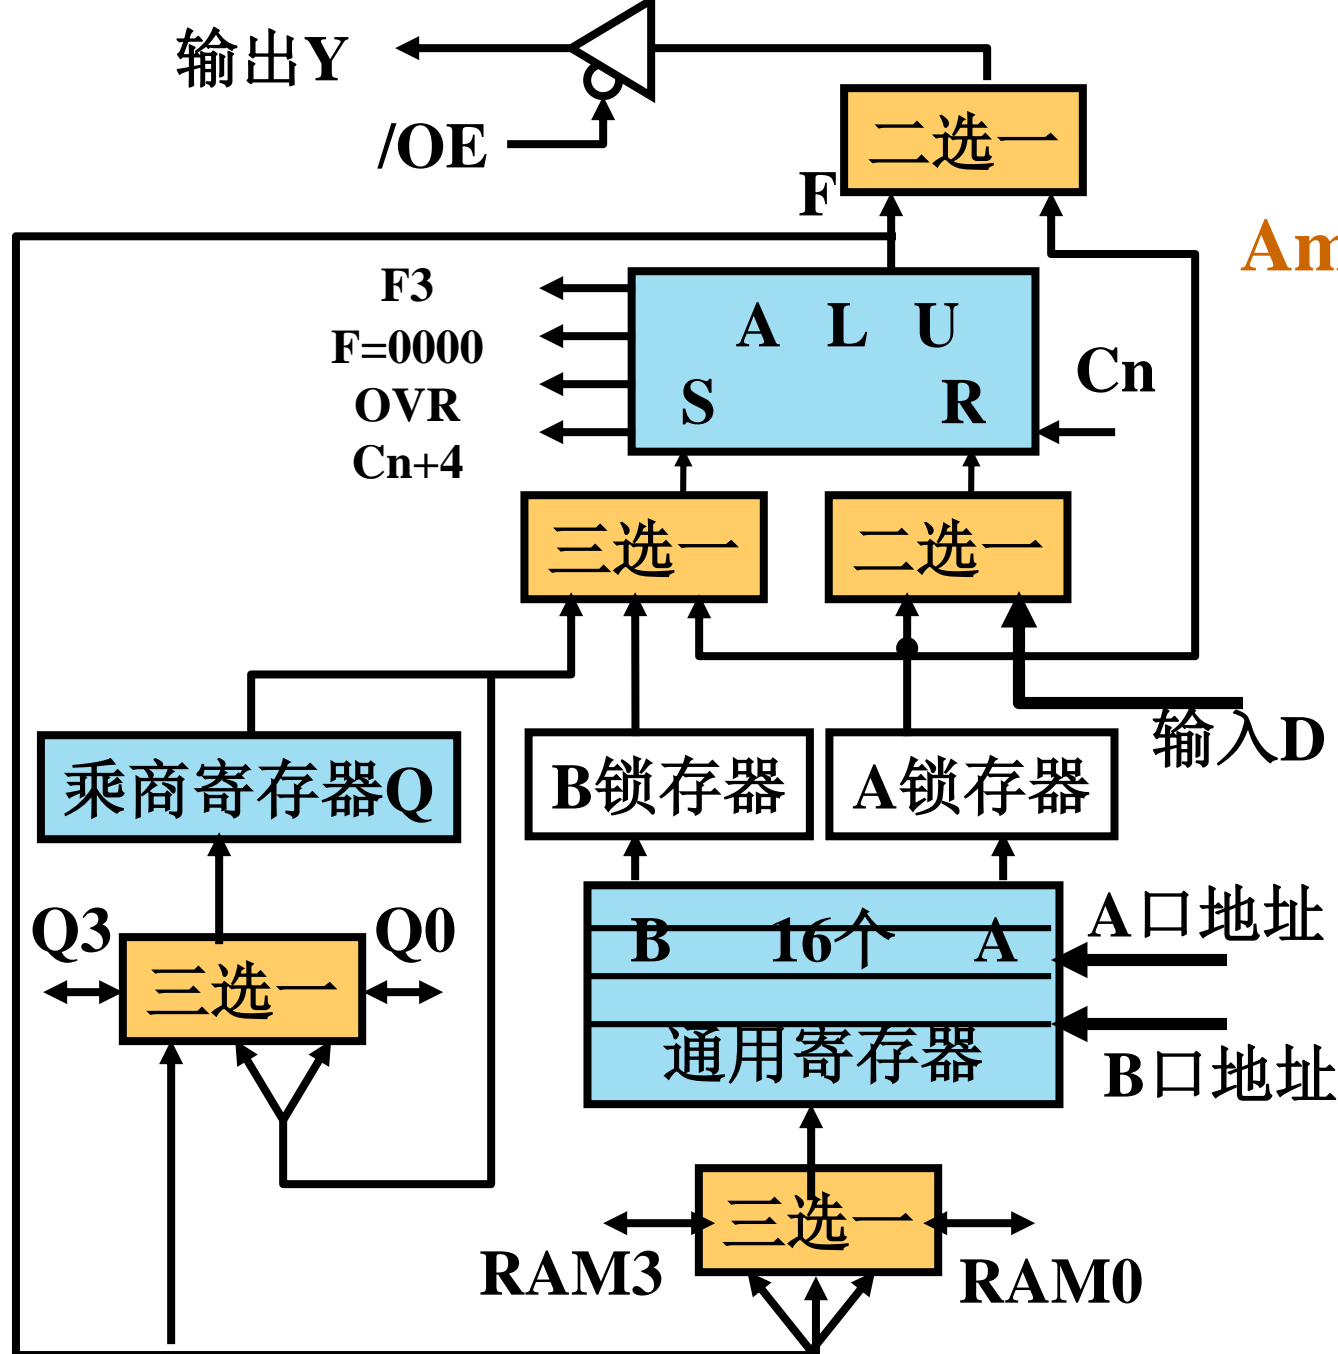 输出Y
/OE
二选一
F
Am
F3
F=0000
OVR
Cn+4
A L U
S R
Cn
三选一
二选一
输入D
乘商寄存器Q
B锁存器
A锁存器
Q3
Q0
三选一
B 16个 A
通用寄存器
A口地址
B口地址
三选一
RAM3
RAM0